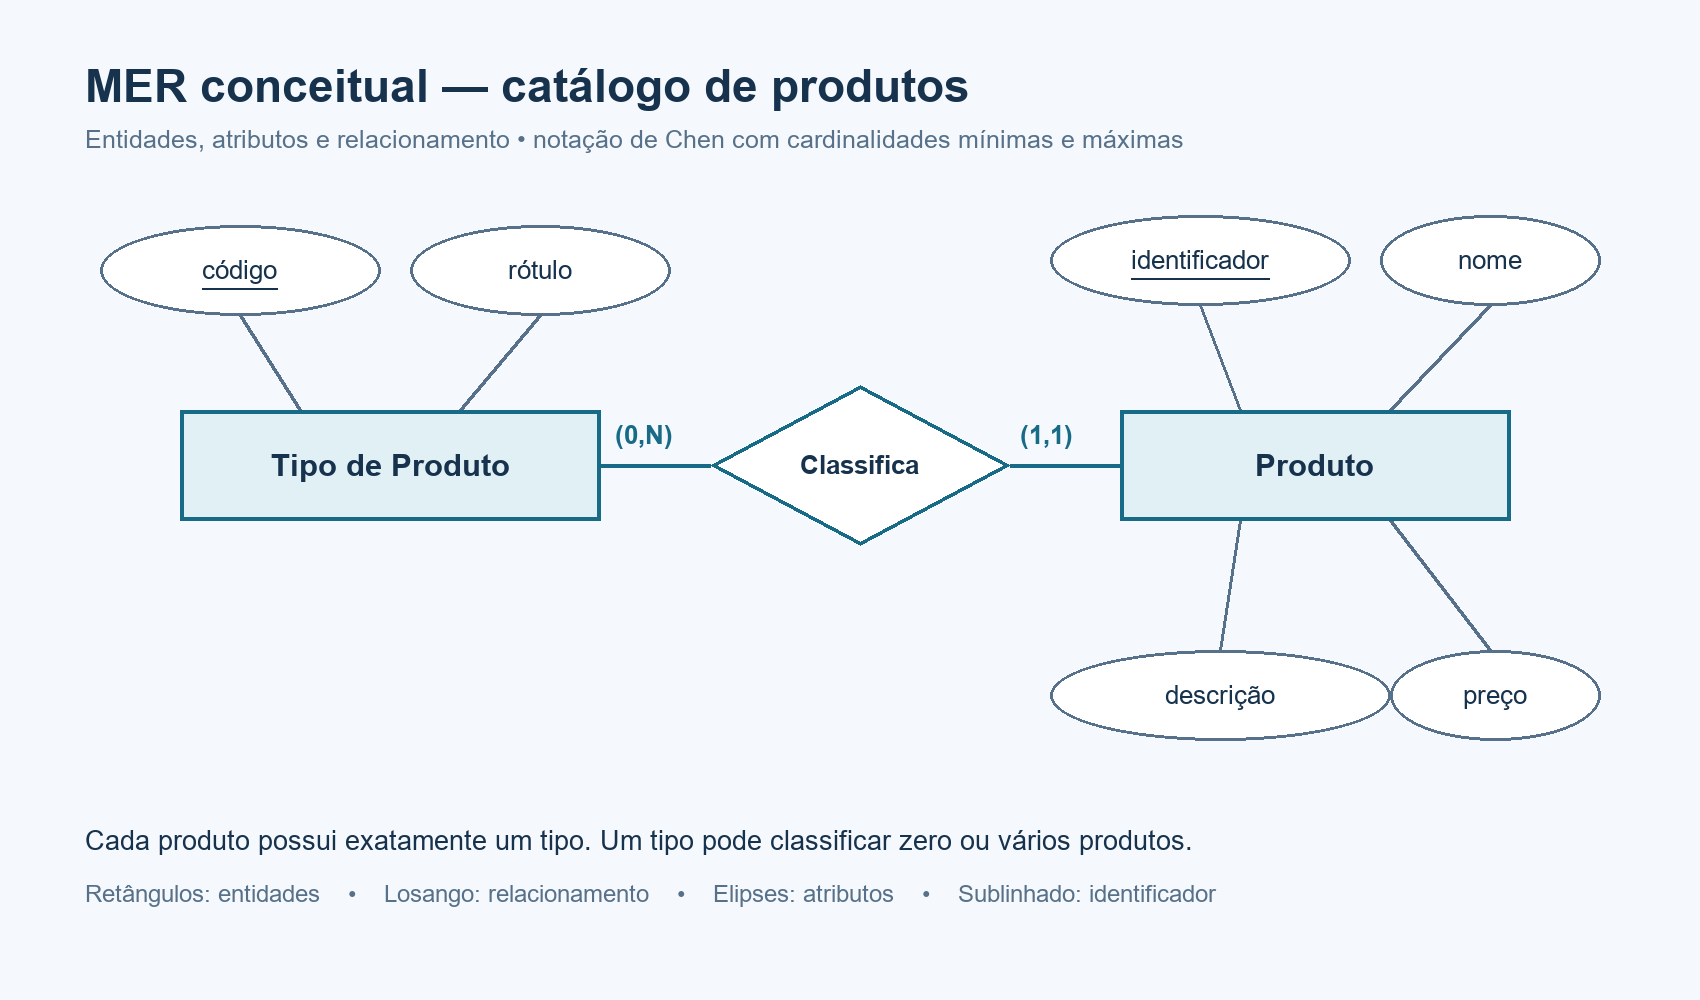 MER conceitual — catálogo de produtos
Entidades, atributos e relacionamento • notação de Chen com cardinalidades mínimas e máximas
código
rótulo
identificador
nome
Tipo de Produto
(0,N)
Classifica
(1,1)
Produto
descrição
preço
Cada produto possui exatamente um tipo. Um tipo pode classificar zero ou vários produtos.
Retângulos: entidades • Losango: relacionamento • Elipses: atributos • Sublinhado: identificador